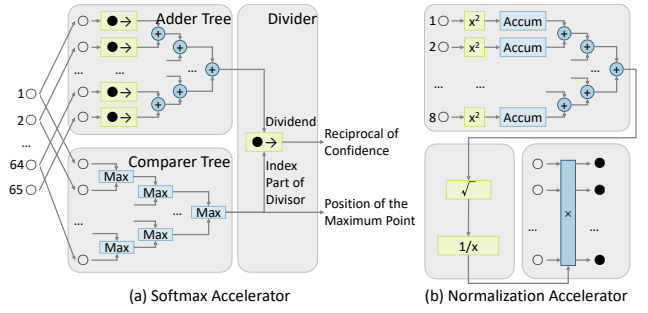 Adder Tree
Divider
...
...
...
+
+
+
+
+
...
+
1
2
...
64
65
Comparer Tree
Max
Max
...
Max
...
Max
Max
Dividend
Index
Part of
Divisor
Reciprocal of
Confidence
Position of the
Maximum Point
(a) Softmax Accelerator
1
x²
Accum
+
2
x²
Accum
+
...
...
+
...
+
+
8
x²
Accum
√
1/x
...
×
...
(b) Normalization Accelerator